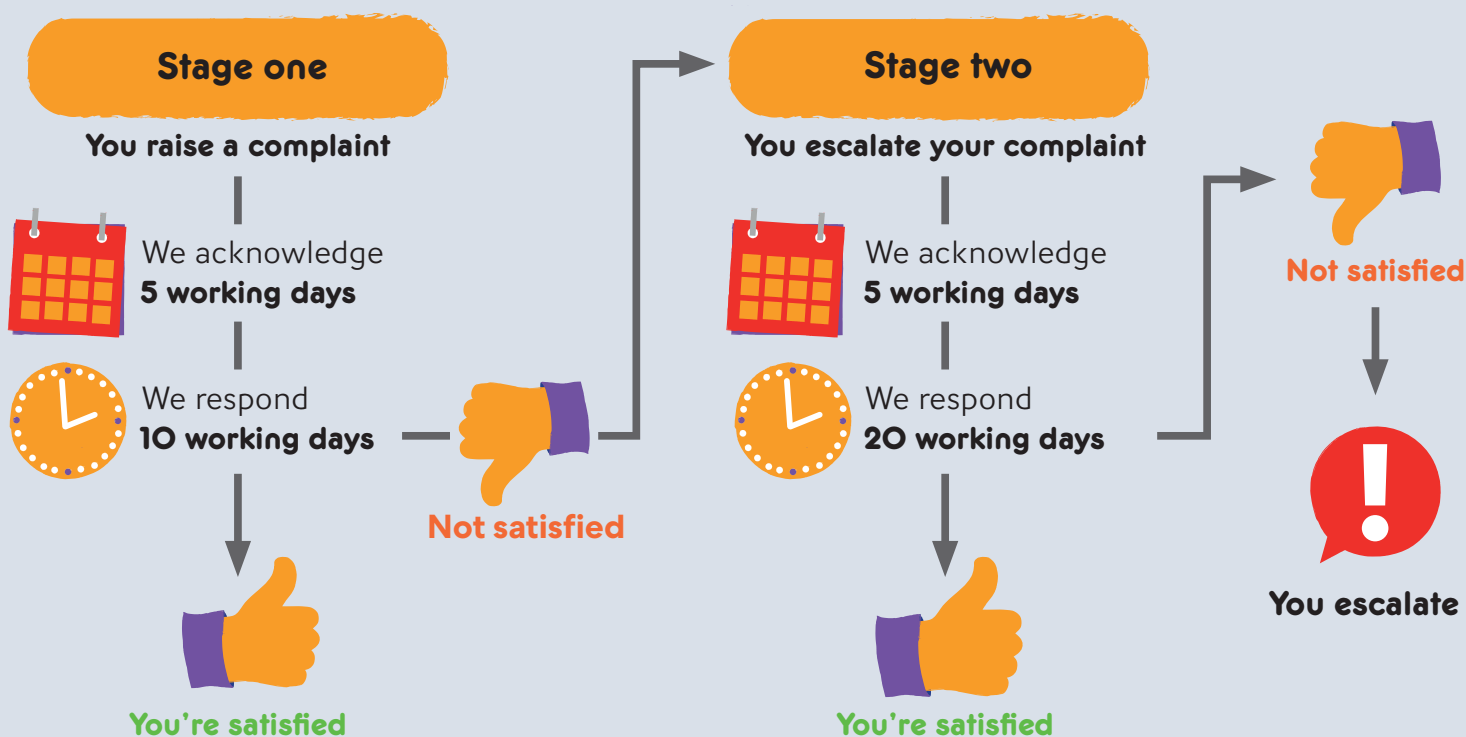 Stage one
You raise a complaint
We acknowledge
5 working days
We respond
10 working days
Not satisfied
You're satisfied
Stage two
You escalate your complaint
We acknowledge
5 working days
We respond
20 working days
You're satisfied
Not satisfied
You escalate